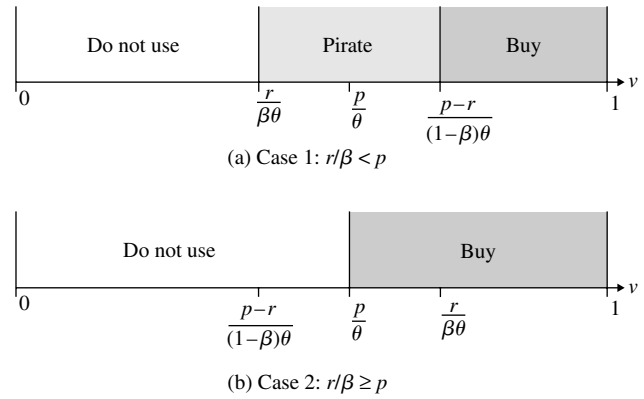 Do not use Pirate Buy
0 r/βθ p/θ (p−r)/((1−β)θ) 1 v
(a) Case 1: r/β < p
Do not use Buy
0 (p−r)/((1−β)θ) p/θ r/βθ 1 v
(b) Case 2: r/β ≥ p